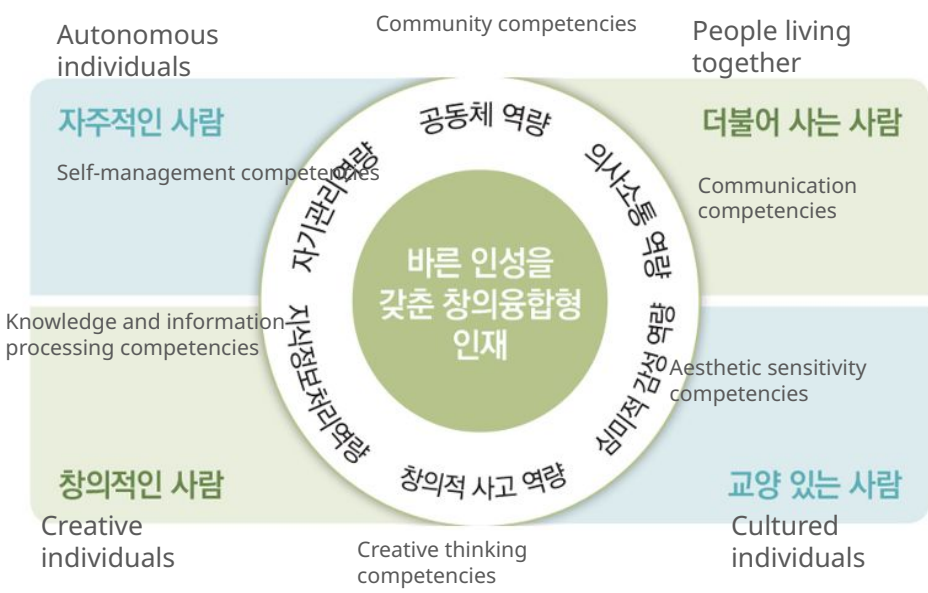 Community competencies
Autonomous
individuals
People living
together
자주적인 사람
공동체 역량
더불어 사는 사람
Self-management competencies
자기관리역량
의사소통 역량
Communication
competencies
바른 인성을
갖춘 창의융합형
인재
Knowledge and information
processing competencies
지식정보처리역량
심미적 감성 역량
Aesthetic sensitivity
competencies
창의적 사고 역량
창의적인 사람
교양 있는 사람
Creative
individuals
Cultured
individuals
Creative thinking
competencies